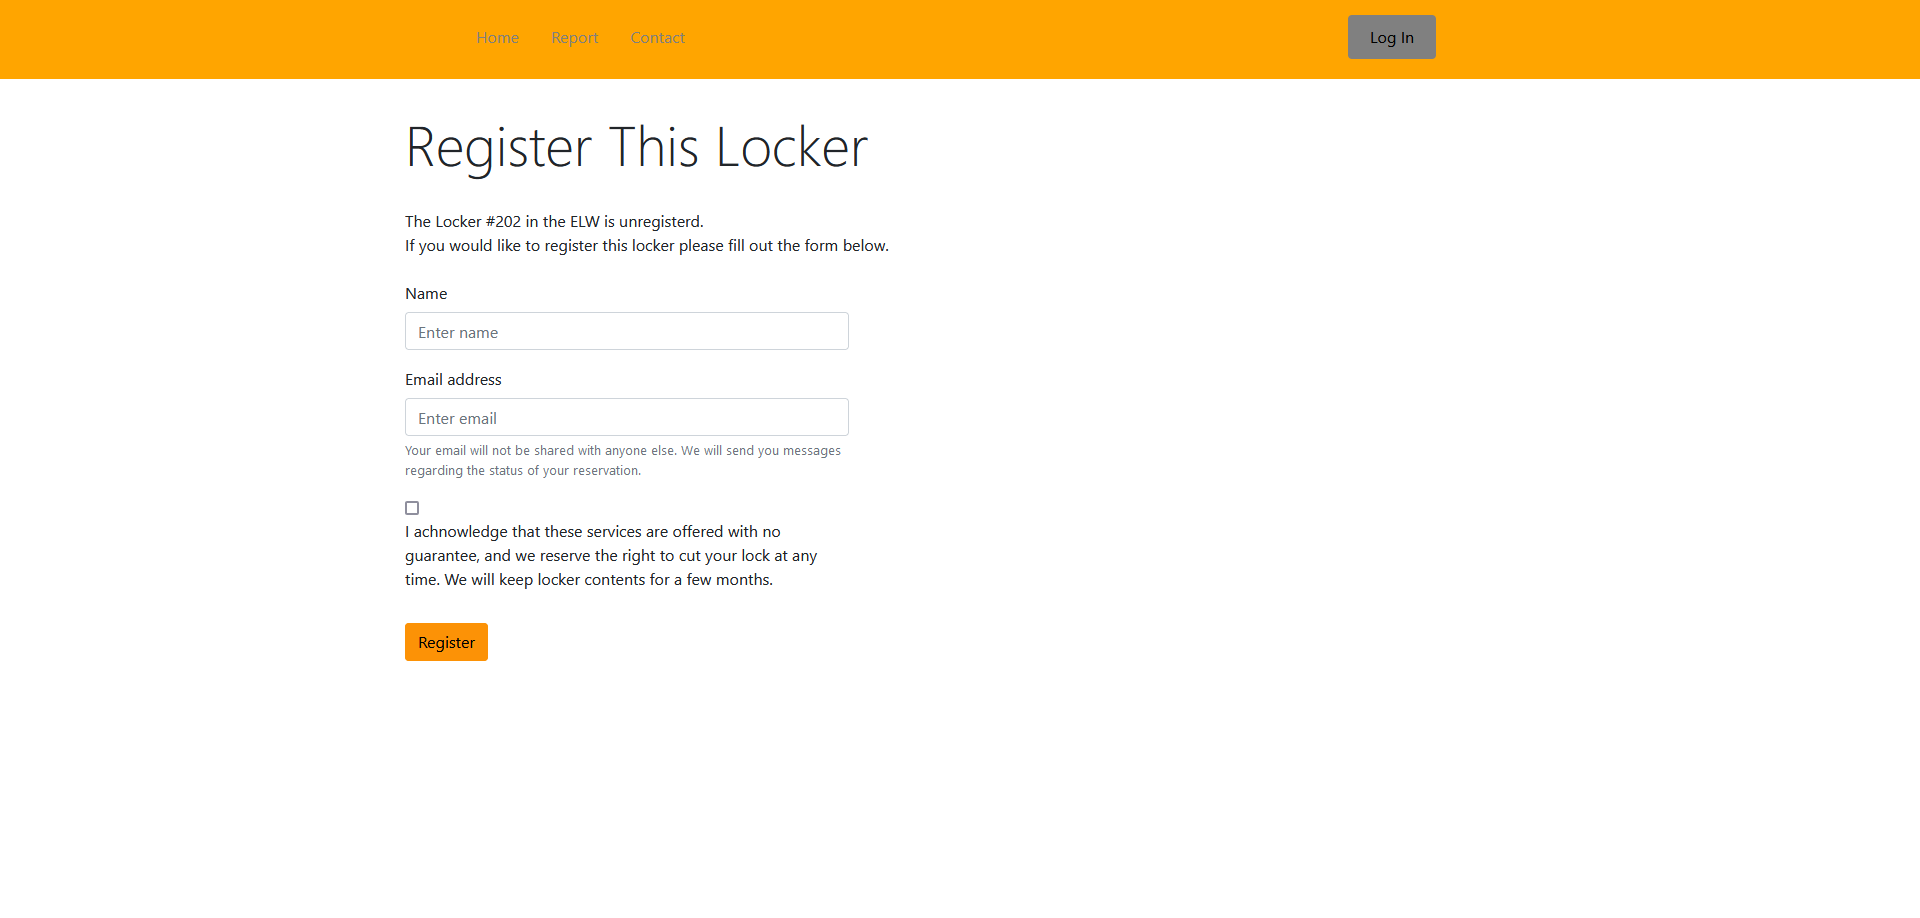 Home Report Contact Log In
Register This Locker
The Locker #202 in the ELW is unregisterd.
If you would like to register this locker please fill out the form below.
Name
Enter name
Email address
Enter email
Your email will not be shared with anyone else. We will send you messages
regarding the status of your reservation.
I achnowledge that these services are offered with no
guarantee, and we reserve the right to cut your lock at any
time. We will keep locker contents for a few months.
Register